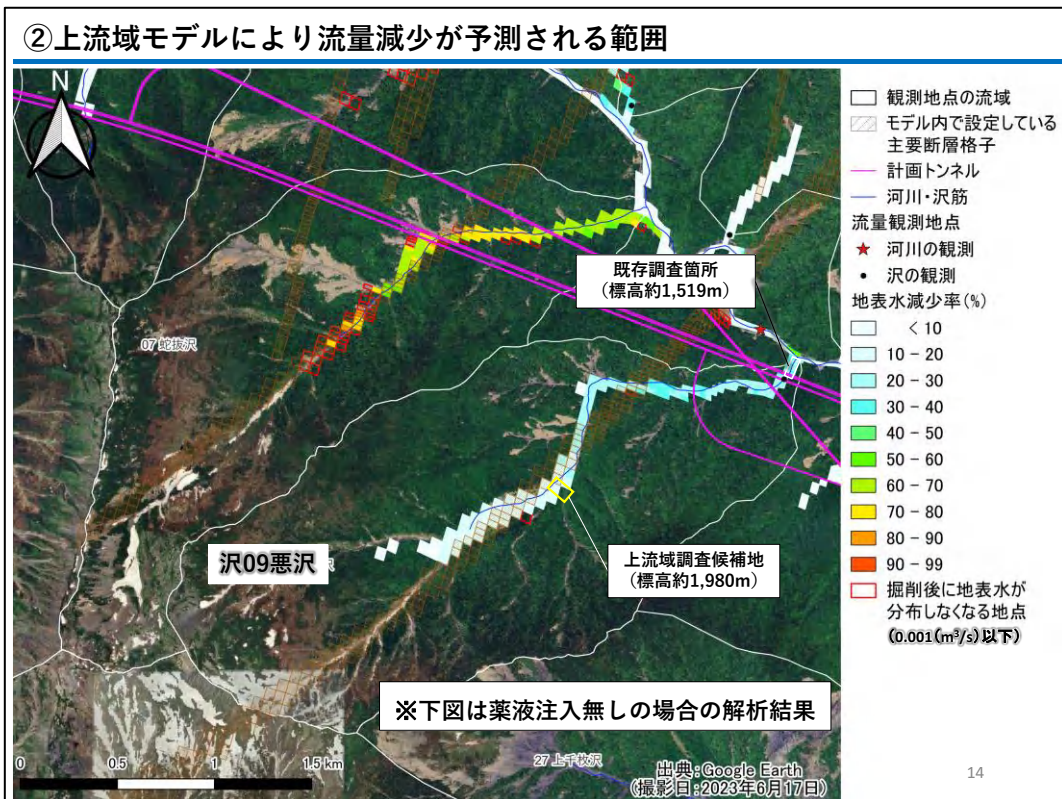 ②上流域モデルにより流量減少が予測される範囲
N
既存調査箇所
(標高約1,519m)
07 蛇抜沢
沢09悪沢
上流域調査候補地
(標高約1,980m)
※下図は薬液注入無しの場合の解析結果
0 0.5 1 1.5 km
27 上千枚沢
出典:Google Earth
(撮影日:2023年6月17日)
観測地点の流域
モデル内で設定している
主要断層格子
計画トンネル
河川・沢筋
流量観測地点
河川の観測
沢の観測
地表水減少率(%)
< 10
10 - 20
20 - 30
30 - 40
40 - 50
50 - 60
60 - 70
70 - 80
80 - 90
90 - 99
掘削後に地表水が
分布しなくなる地点
(0.001(m³/s)以下)
14